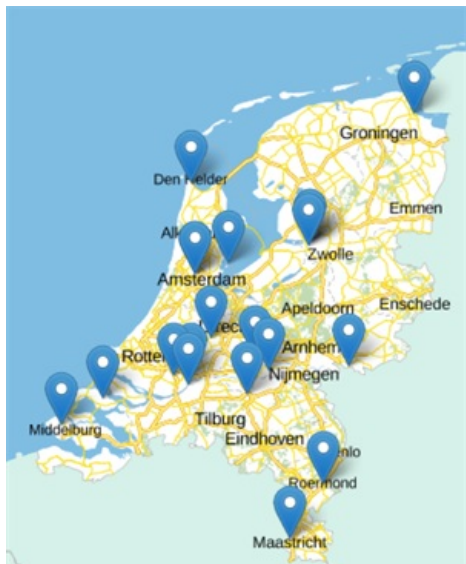 Groningen
Den Helder
Emmen
Zwolle
Amsterdam
Apeldoorn
Enschede
Arnhem
Nijmegen
Tilburg
Middelburg
Eindhoven
Roermond
Maastricht